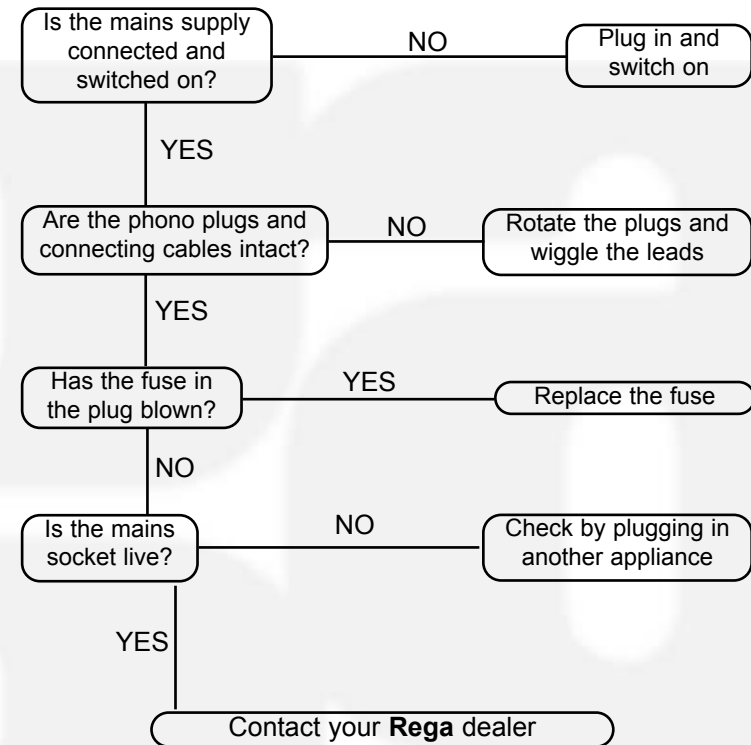 Is the mains supply
connected and
switched on?
NO
Plug in and
switch on
YES
Are the phono plugs and
connecting cables intact?
NO
Rotate the plugs and
wiggle the leads
YES
Has the fuse in
the plug blown?
YES
Replace the fuse
NO
Is the mains
socket live?
NO
Check by plugging in
another appliance
YES
Contact your Rega dealer